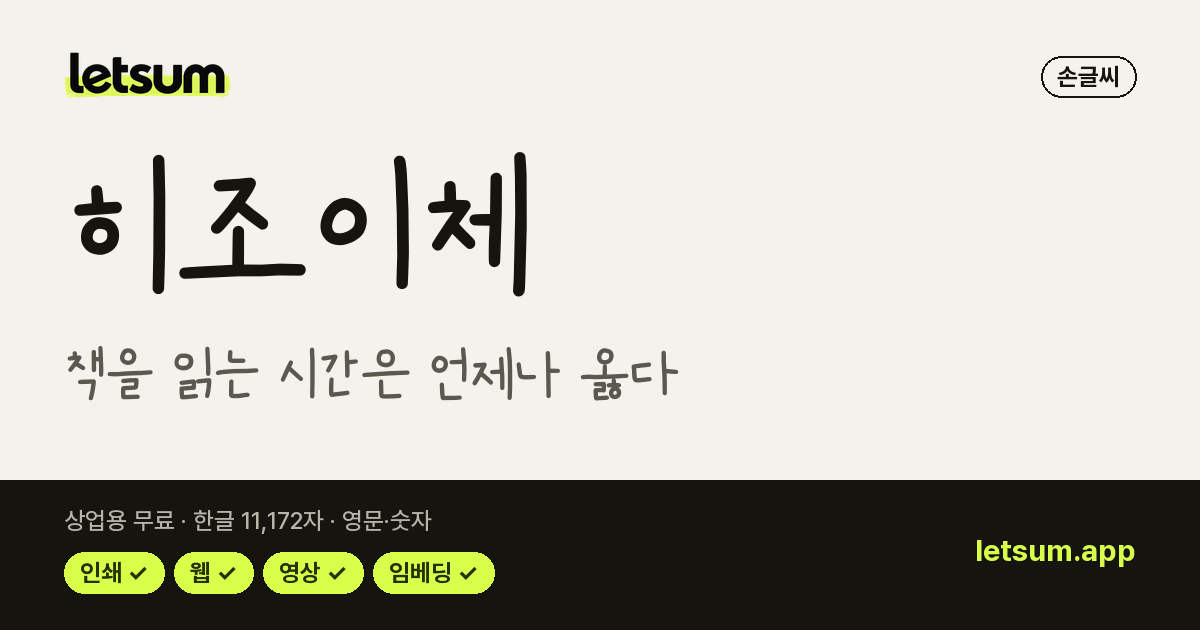 letsum
손글씨
히조이체
책을 읽는 시간은 언제나 옳다
상업용 무료 · 한글 11,172자 · 영문·숫자
인쇄 ✓ 웹 ✓ 영상 ✓ 임베딩 ✓
letsum.app